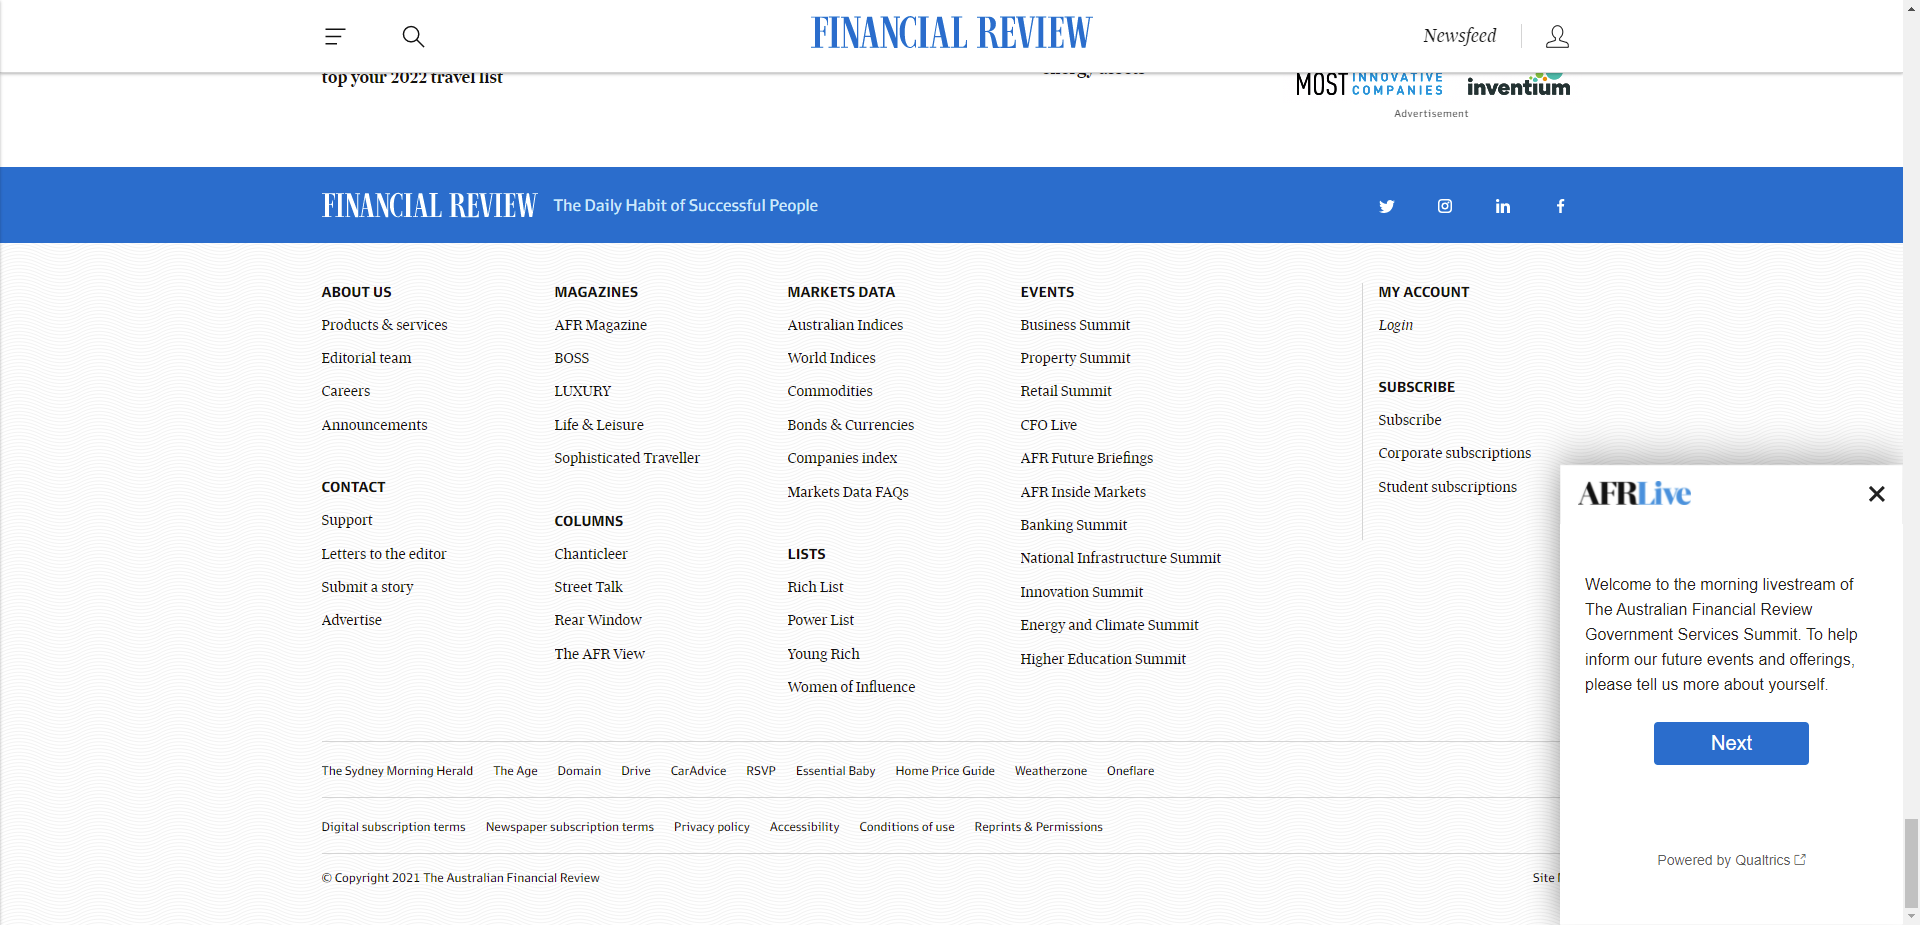 FINANCIAL REVIEW
Newsfeed
top your 2022 travel list
MOST INNOVATIVE COMPANIES
inventium
Advertisement
FINANCIAL REVIEW The Daily Habit of Successful People
ABOUT US
Products & services
Editorial team
Careers
Announcements
CONTACT
Support
Letters to the editor
Submit a story
Advertise
MAGAZINES
AFR Magazine
BOSS
LUXURY
Life & Leisure
Sophisticated Traveller
COLUMNS
Chanticleer
Street Talk
Rear Window
The AFR View
MARKETS DATA
Australian Indices
World Indices
Commodities
Bonds & Currencies
Companies index
Markets Data FAQs
LISTS
Rich List
Power List
Young Rich
Women of Influence
EVENTS
Business Summit
Property Summit
Retail Summit
CFO Live
AFR Future Briefings
AFR Inside Markets
Banking Summit
National Infrastructure Summit
Innovation Summit
Energy and Climate Summit
Higher Education Summit
MY ACCOUNT
Login
SUBSCRIBE
Subscribe
Corporate subscriptions
Student subscriptions
AFRLive
Welcome to the morning livestream of
The Australian Financial Review
Government Services Summit. To help
inform our future events and offerings,
please tell us more about yourself.
Next
Powered by Qualtrics
The Sydney Morning Herald The Age Domain Drive CarAdvice RSVP Essential Baby Home Price Guide Weatherzone Oneflare
Digital subscription terms Newspaper subscription terms Privacy policy Accessibility Conditions of use Reprints & Permissions
© Copyright 2021 The Australian Financial Review
Site